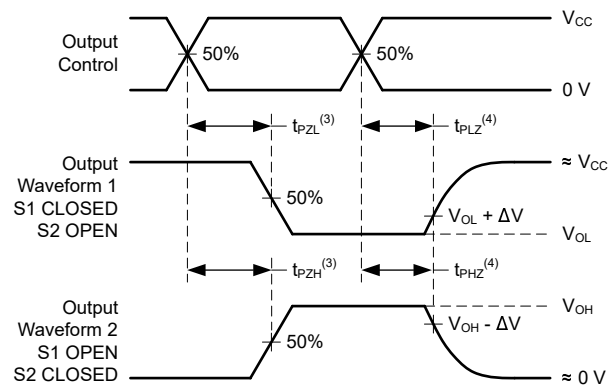 V_CC
Output
Control
50%
50%
0 V
t_PZL^(3)
t_PLZ^(4)
Output
Waveform 1
S1 CLOSED
S2 OPEN
≈ V_CC
50%
V_OL + ΔV
V_OL
t_PZH^(3)
t_PHZ^(4)
Output
Waveform 2
S1 OPEN
S2 CLOSED
V_OH
V_OH - ΔV
50%
≈ 0 V